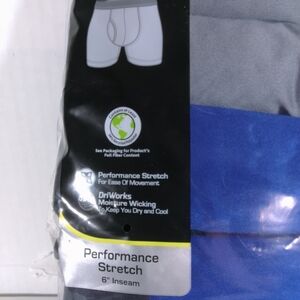 See Packaging for Product's
Fiber Content
Performance Stretch
For Ease Of Movement
DriWorks
Moisture Wicking
To Keep You Dry and Cool
Performance
Stretch
6" Inseam